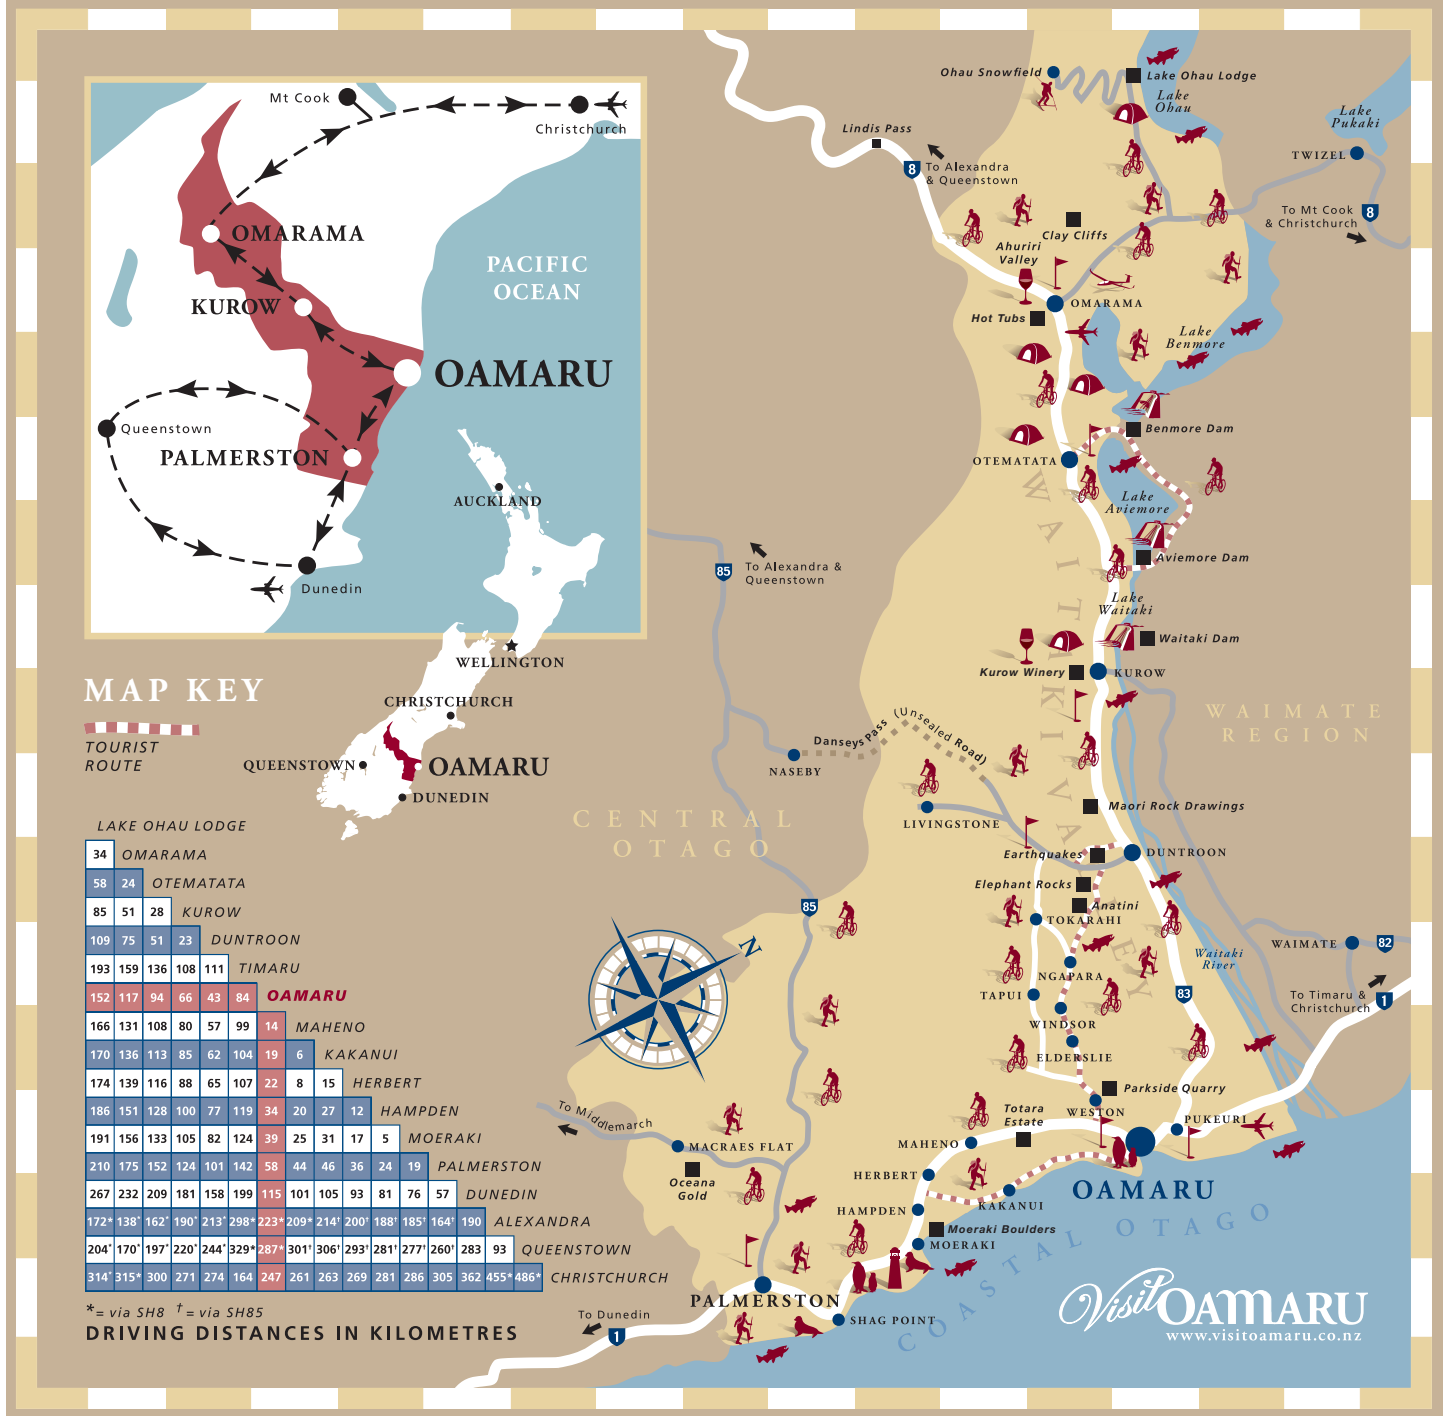 Mt Cook
Christchurch
OMARAMA
KUROW
PACIFIC
OCEAN
OAMARU
Queenstown
PALMERSTON
Dunedin
AUCKLAND
WELLINGTON
CHRISTCHURCH
QUEENSTOWN
OAMARU
DUNEDIN
MAP KEY
TOURIST
ROUTE
LAKE OHAU LODGE
34 OMARAMA
58 24 OTEMATATA
85 51 28 KUROW
109 75 51 23 DUNTROON
193 159 136 108 111 TIMARU
152 117 94 66 43 84 OAMARU
166 131 108 80 57 99 14 MAHENO
170 136 113 85 62 104 19 6 KAKANUI
174 139 116 88 65 107 22 8 15 HERBERT
186 151 128 100 77 119 34 20 27 12 HAMPDEN
191 156 133 105 82 124 39 25 31 17 5 MOERAKI
210 175 152 124 101 142 58 44 46 36 24 19 PALMERSTON
267 232 209 181 158 199 115 101 105 93 81 76 57 DUNEDIN
172* 138* 162* 190* 213* 298* 223* 209* 214† 200† 188† 185† 164† 190 ALEXANDRA
204* 170* 197* 220* 244* 329* 287* 301† 306† 293† 281† 277† 260† 283 93 QUEENSTOWN
314* 315* 300 271 274 164 247 261 263 269 281 286 305 362 455* 486* CHRISTCHURCH
*= via SH8 †= via SH85
DRIVING DISTANCES IN KILOMETRES
Ohau Snowfield
Lake Ohau Lodge
Lake
Ohau
Lake
Pukaki
Lindis Pass
TWIZEL
8
To Alexandra
& Queenstown
To Mt Cook
& Christchurch
8
Clay Cliffs
Ahuriri
Valley
OMARAMA
Hot Tubs
Lake
Benmore
Benmore Dam
OTEMATATA
Lake
Aviemore
Aviemore Dam
85
To Alexandra &
Queenstown
Lake
Waitaki
Waitaki Dam
Kurow Winery
KUROW
WAITAKI VALLEY
WAIMATE
REGION
Danseys Pass (Unsealed Road)
NASEBY
LIVINGSTONE
Maori Rock Drawings
CENTRAL
OTAGO
Earthquakes
DUNTROON
Elephant Rocks
Anatini
85
TOKARAHI
NGAPARA
WAIMATE
82
Waitaki
River
TAPUI
83
To Timaru &
Christchurch
1
WINDSOR
ELDERSLIE
N
Parkside Quarry
WESTON
Totara
Estate
PUKEURI
To Middlemarch
MACRAES FLAT
MAHENO
Oceana
Gold
HERBERT
OAMARU
KAKANUI
HAMPDEN
Moeraki Boulders
MOERAKI
COASTAL OTAGO
PALMERSTON
SHAG POINT
To Dunedin
1
Visit OAMARU
www.visitoamaru.co.nz